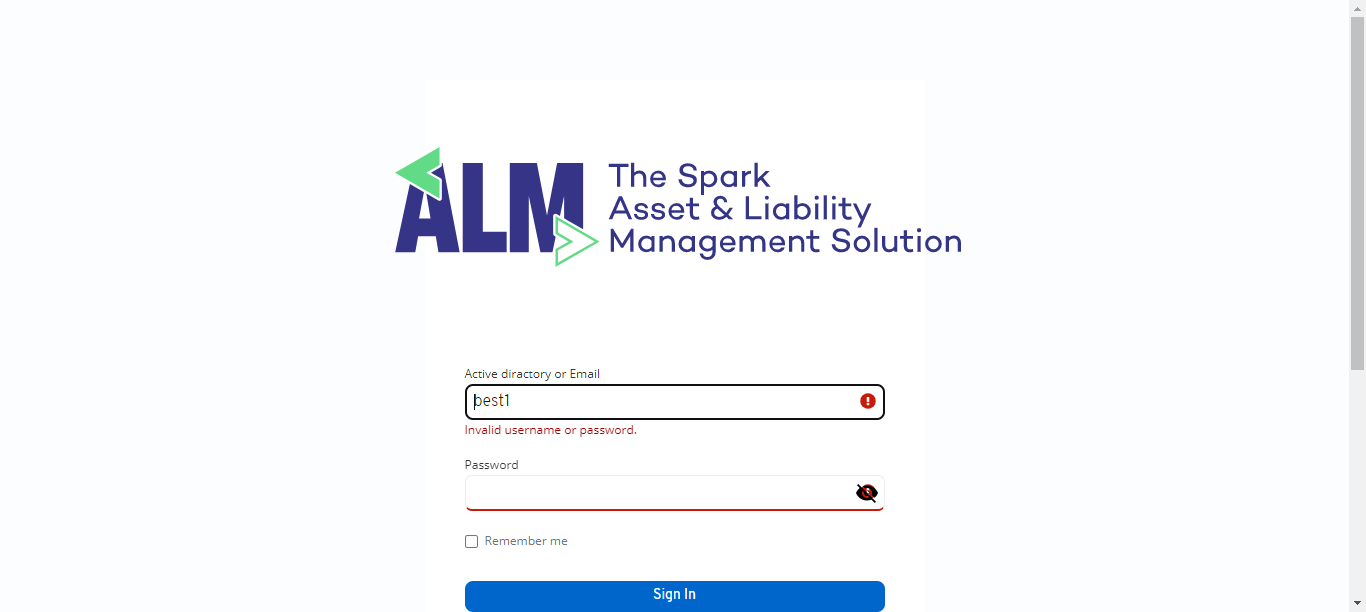 ALM
The Spark
Asset & Liability
Management Solution
Active diractory or Email
best1
Invalid username or password.
Password
Remember me
Sign In